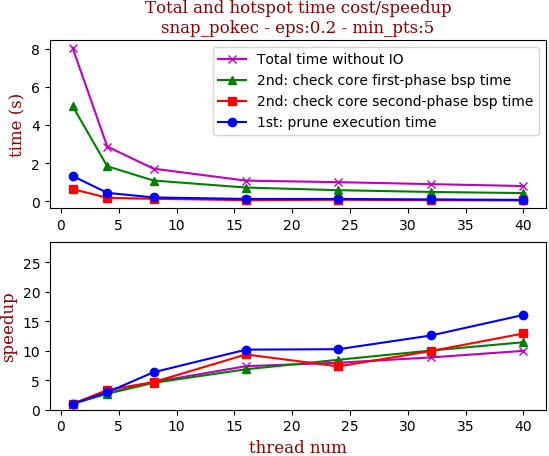 Total and hotspot time cost/speedup
snap_pokec - eps:0.2 - min_pts:5
time (s)
8
6
4
2
0
Total time without IO
2nd: check core first-phase bsp time
2nd: check core second-phase bsp time
1st: prune execution time
0 5 10 15 20 25 30 35 40
speedup
25
20
15
10
5
0
0 5 10 15 20 25 30 35 40
thread num